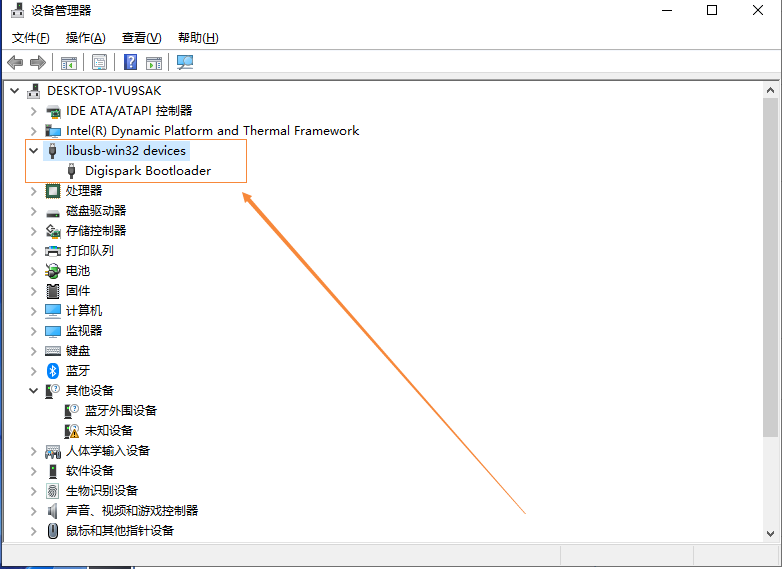 设备管理器
文件(F) 操作(A) 查看(V) 帮助(H)
DESKTOP-1VU9SAK
IDE ATA/ATAPI 控制器
Intel(R) Dynamic Platform and Thermal Framework
libusb-win32 devices
Digispark Bootloader
处理器
磁盘驱动器
存储控制器
打印队列
电池
固件
计算机
监视器
键盘
蓝牙
其他设备
蓝牙外围设备
未知设备
人体学输入设备
软件设备
生物识别设备
声音、视频和游戏控制器
鼠标和其他指针设备